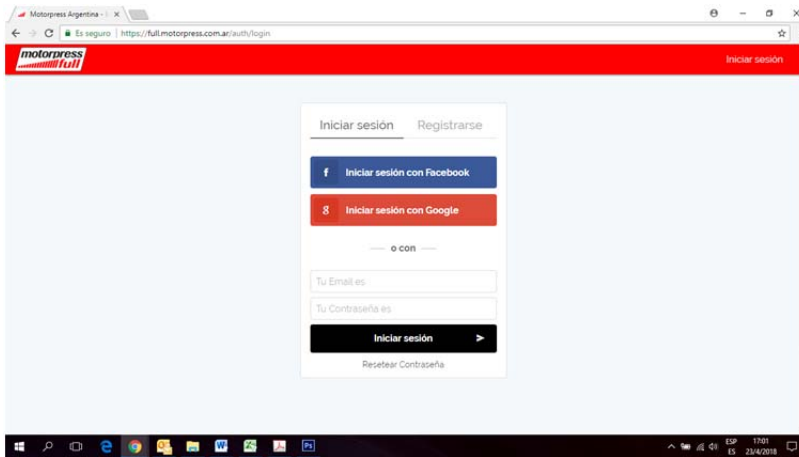 Motorpress Argentina -
Es seguro | https://full.motorpress.com.ar/auth/login
motorpress
full
Iniciar sesión
Iniciar sesión Registrarse
f Iniciar sesión con Facebook
g Iniciar sesión con Google
o con
Tu Email es
Tu Contraseña es
Iniciar sesión
Resetear Contraseña
ESP 17:01
ES 23/4/2018